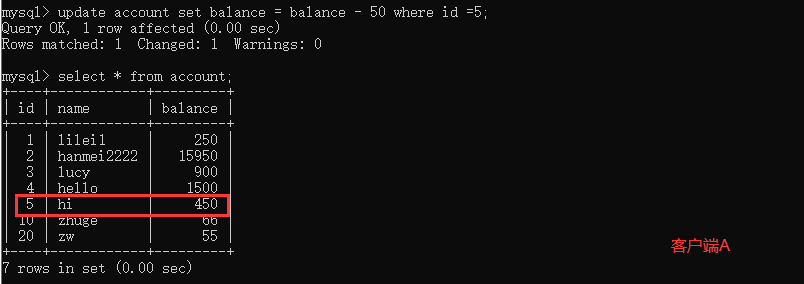 mysql> update account set balance = balance - 50 where id =5;
Query OK, 1 row affected (0.00 sec)
Rows matched: 1  Changed: 1  Warnings: 0
mysql> select * from account;
+----+------------+---------+
| id | name       | balance |
+----+------------+---------+
|  1 | lilei1     |     250 |
|  2 | hanmei2222 |   15950 |
|  3 | lucy       |     900 |
|  4 | hello      |    1500 |
|  5 | hi         |     450 |
| 10 | zhuge      |      66 |
| 20 | zw         |      55 |
+----+------------+---------+
客户端A
7 rows in set (0.00 sec)